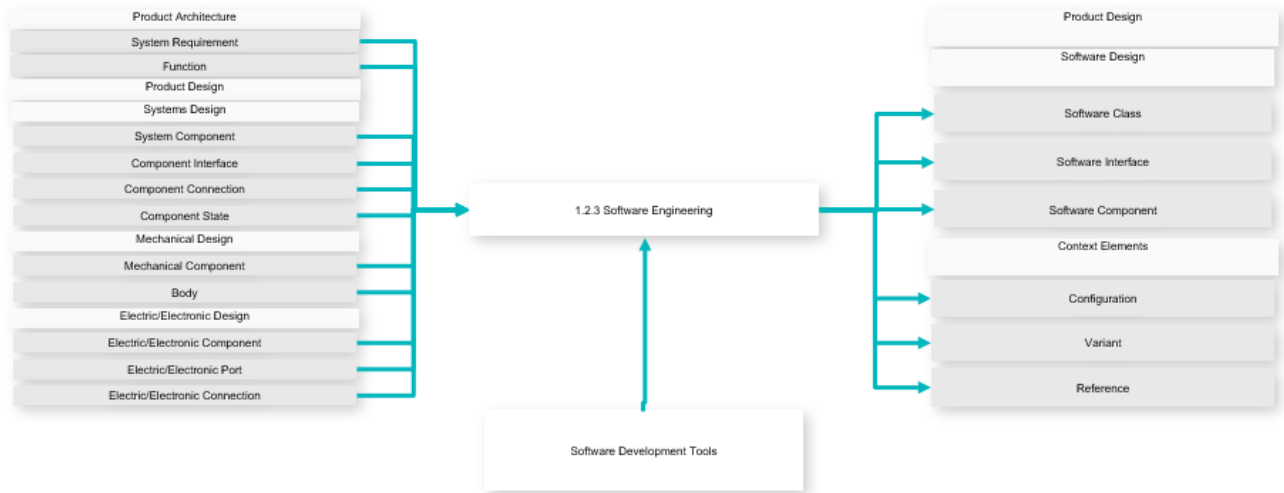 Product Architecture
System Requirement
Function
Product Design
Systems Design
System Component
Component Interface
Component Connection
Component State
Mechanical Design
Mechanical Component
Body
Electric/Electronic Design
Electric/Electronic Component
Electric/Electronic Port
Electric/Electronic Connection
1.2.3 Software Engineering
Software Development Tools
Product Design
Software Design
Software Class
Software Interface
Software Component
Context Elements
Configuration
Variant
Reference